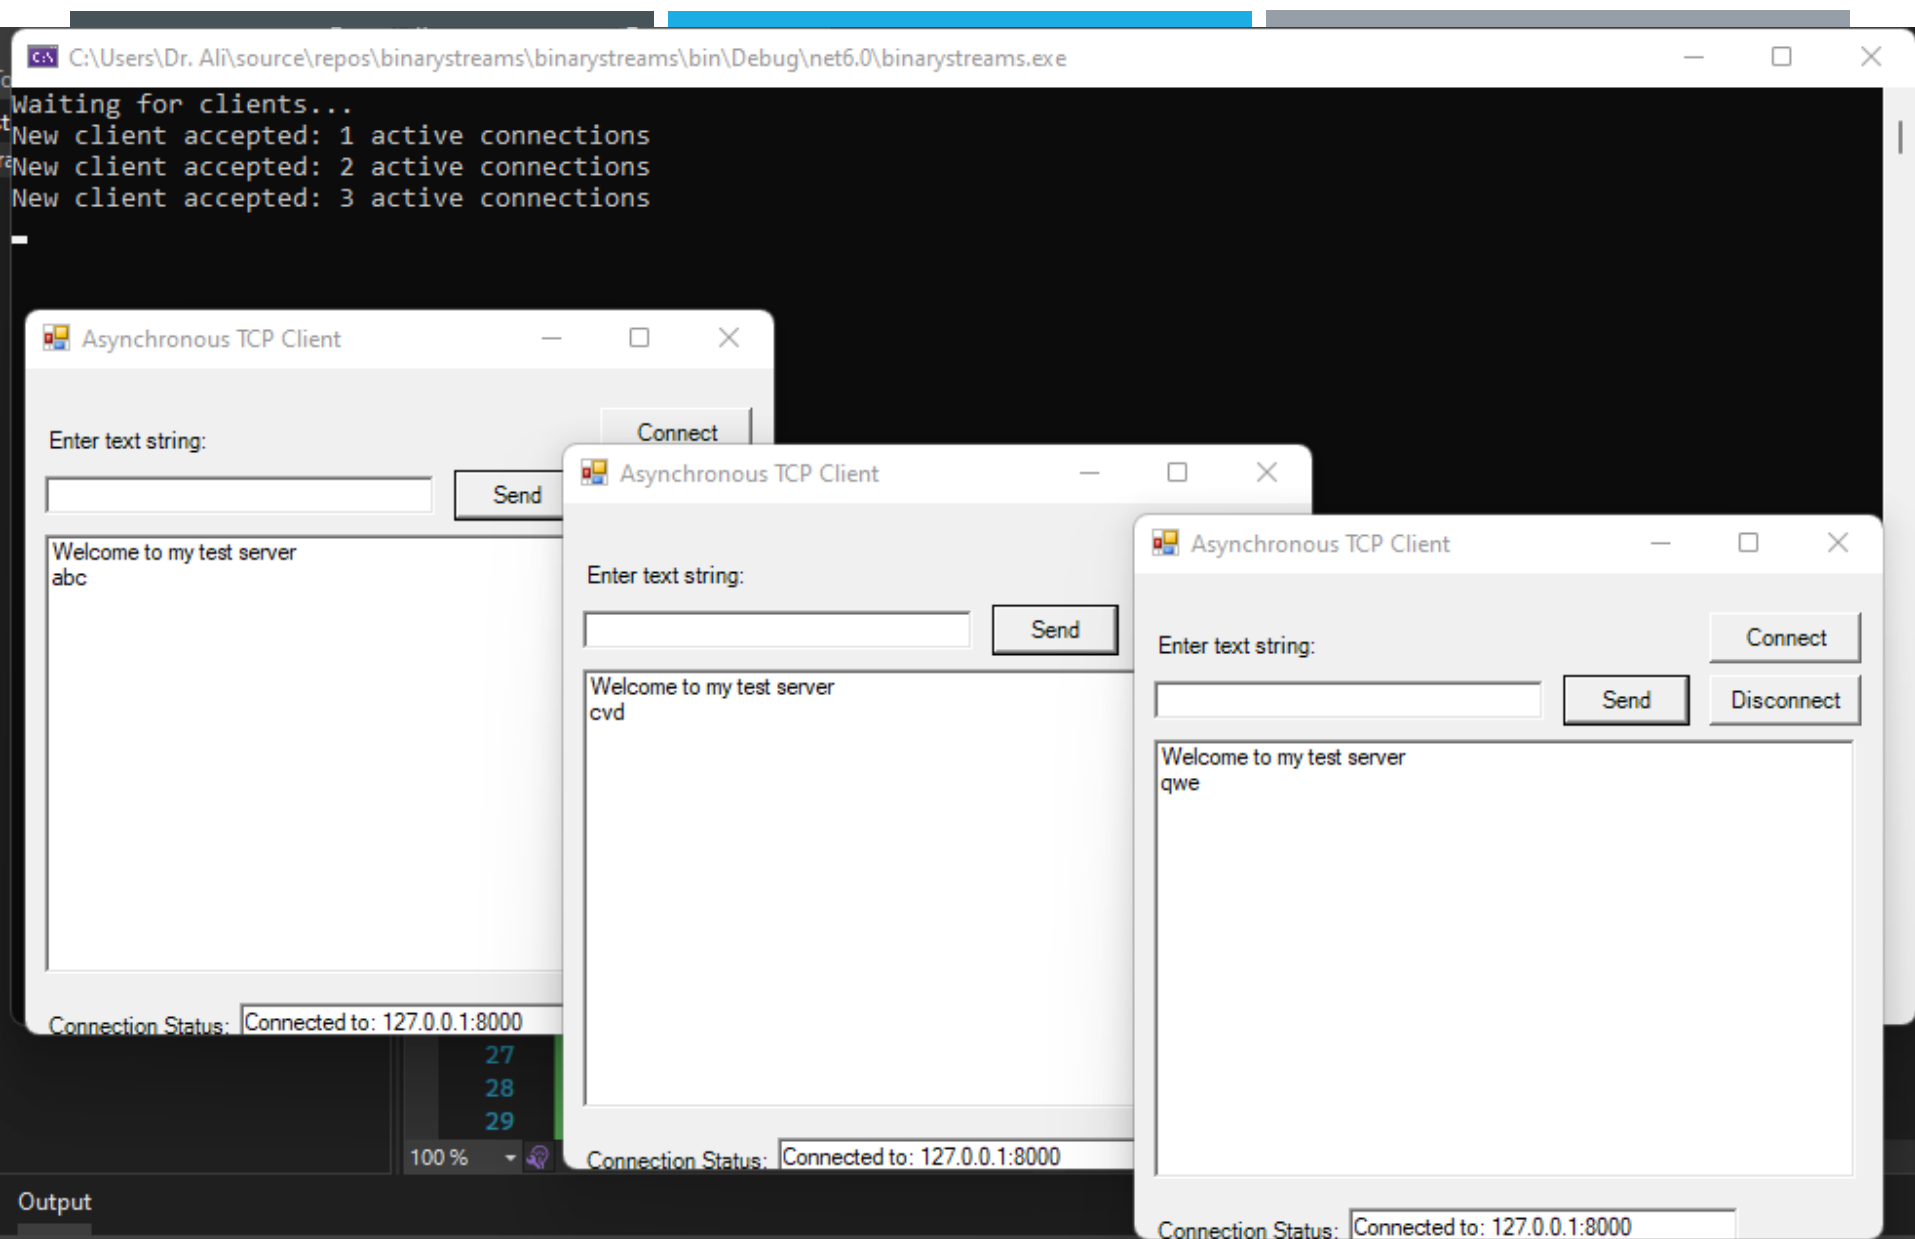 C:\Users\Dr. Ali\source\repos\binarystreams\binarystreams\bin\Debug\net6.0\binarystreams.exe
Waiting for clients...
New client accepted: 1 active connections
New client accepted: 2 active connections
New client accepted: 3 active connections
Asynchronous TCP Client
Enter text string:
Connect
Send
Welcome to my test server
abc
Connection Status: Connected to: 127.0.0.1:8000
Asynchronous TCP Client
Enter text string:
Send
Welcome to my test server
cvd
Connection Status: Connected to: 127.0.0.1:8000
Asynchronous TCP Client
Enter text string:
Connect
Send
Disconnect
Welcome to my test server
qwe
Connection Status: Connected to: 127.0.0.1:8000
27
28
29
100 %
Output